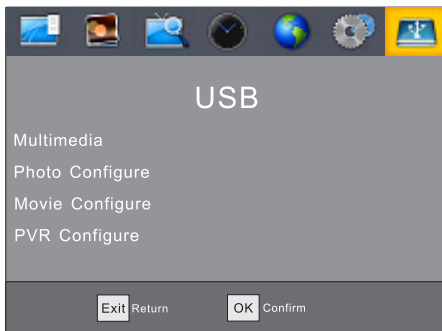 USB
Multimedia
Photo Configure
Movie Configure
PVR Configure
Exit Return OK Confirm